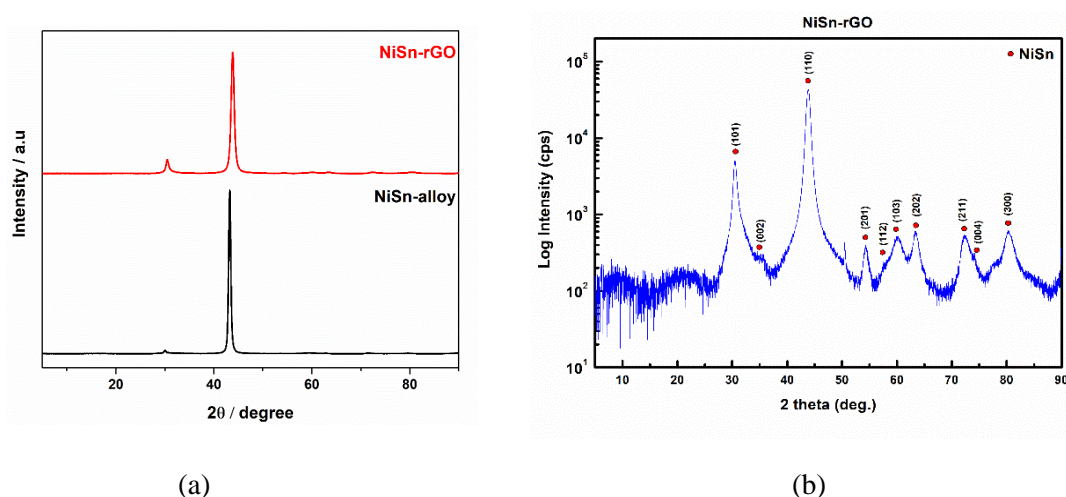 NiSn-rGO
NiSn-alloy
Intensity / a.u
20 40 60 80
2θ / degree
(a)
NiSn-rGO
NiSn
Log Intensity (cps)
10^5
10^4
10^3
10^2
10^1
(101)
(002)
(110)
(201)
(112)
(103)
(202)
(211)
(004)
(300)
10 20 30 40 50 60 70 80 90
2 theta (deg.)
(b)